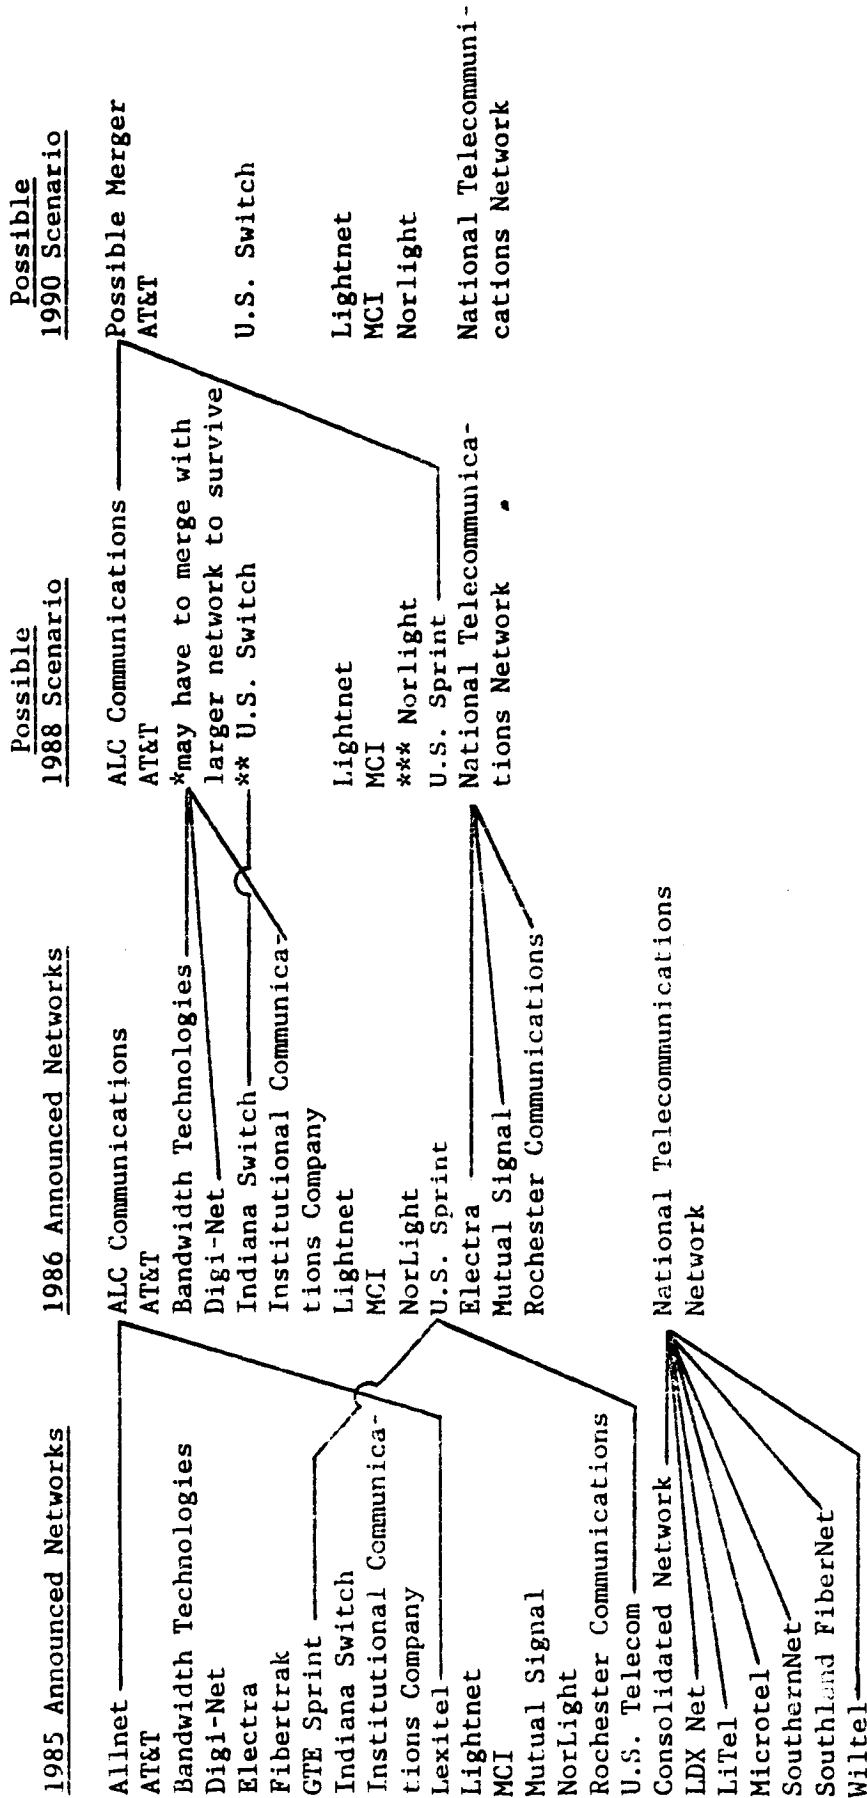 1985 Announced Networks
Allnet
AT&T
Bandwidth Technologies
Digi-Net
Electra
Fibertrak
GTE Sprint
Indiana Switch
Institutional Communica-
tions Company
Lexitel
Lightnet
MCI
Mutual Signal
NorLight
Rochester Communications
U.S. Telecom
Consolidated Network
LDX Net
LiTel
Microtel
SouthernNet
Southland FiberNet
Wiltel
1986 Announced Networks
ALC Communications
AT&T
Bandwidth Technologies
Digi-Net
Indiana Switch
Institutional Communica-
tions Company
Lightnet
MCI
NorLight
U.S. Sprint
Electra
Mutual Signal
Rochester Communications
National Telecommunications
Network
Possible
1988 Scenario
ALC Communications
AT&T
*may have to merge with
larger network to survive
** U.S. Switch
Lightnet
MCI
*** Norlight
U.S. Sprint
National Telecommunica-
tions Network
Possible
1990 Scenario
Possible Merger
AT&T
U.S. Switch
Lightnet
MCI
Norlight
National Telecommuni-
cations Network